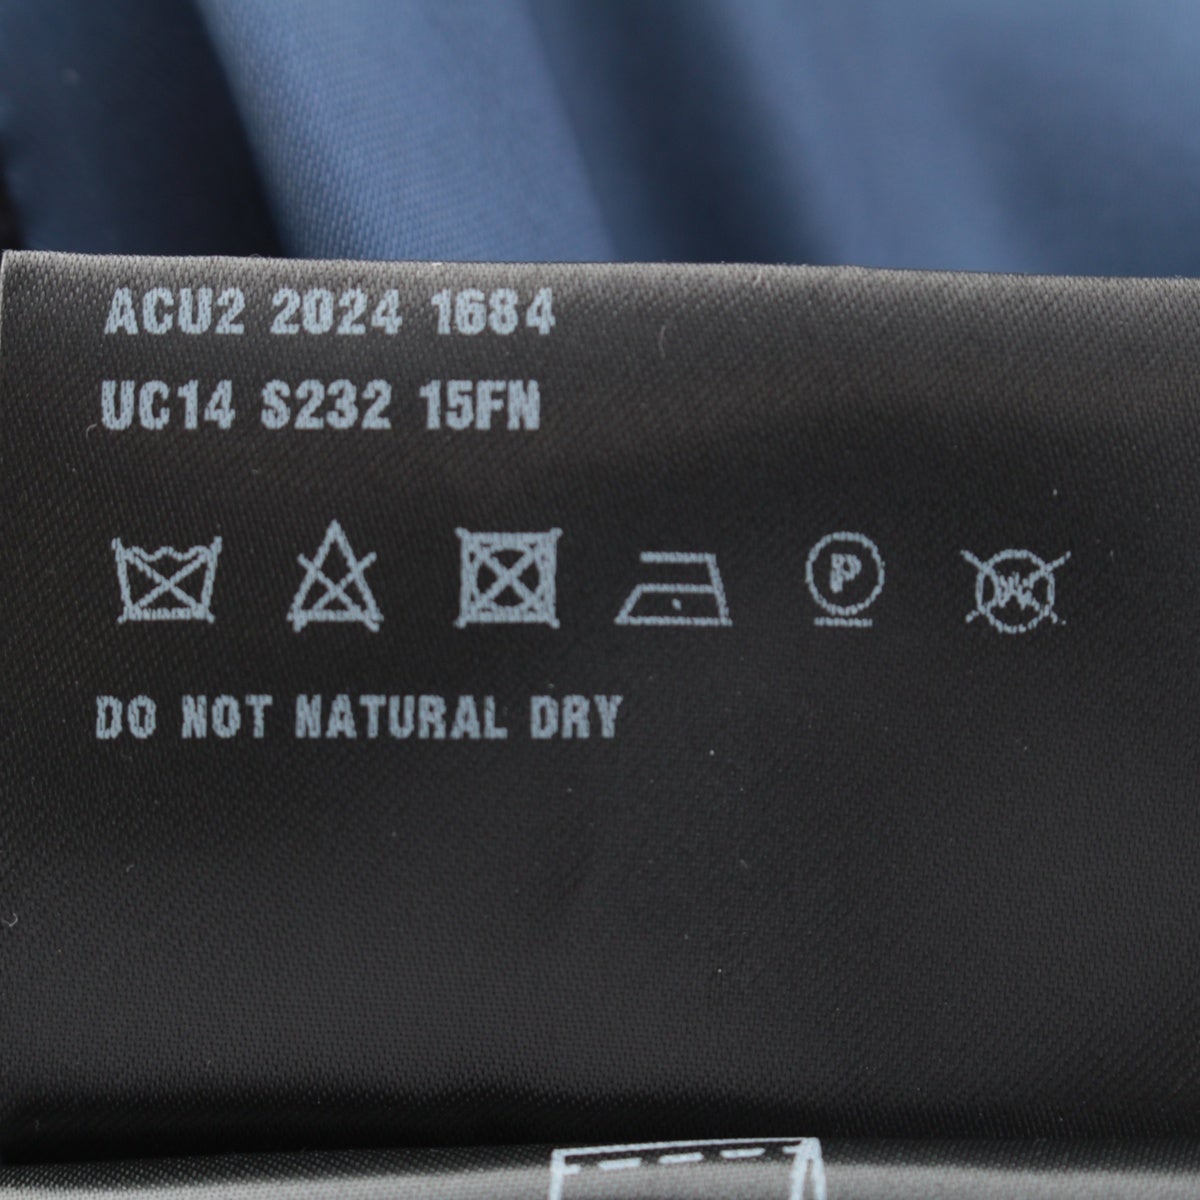 ACU2 2024 1684
UC14 S232 15FN
P
W
DO NOT NATURAL DRY